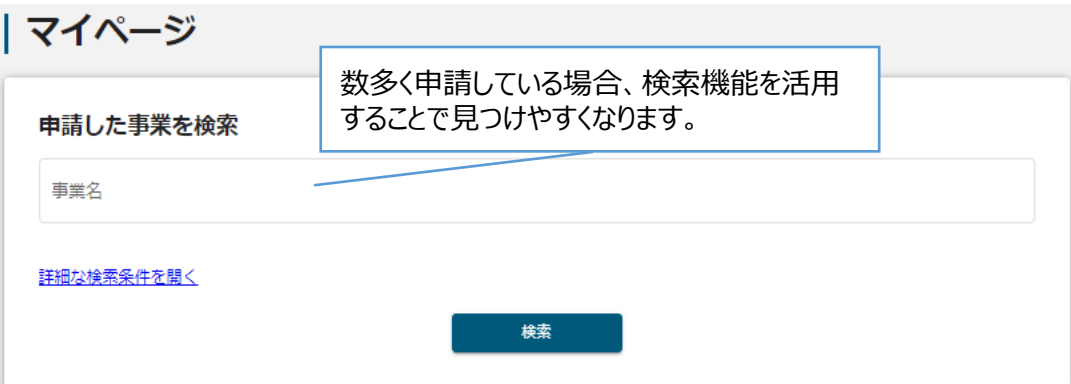 マイページ
数多く申請している場合、検索機能を活用
することで見つけやすくなります。
申請した事業を検索
事業名
詳細な検索条件を開く
検索